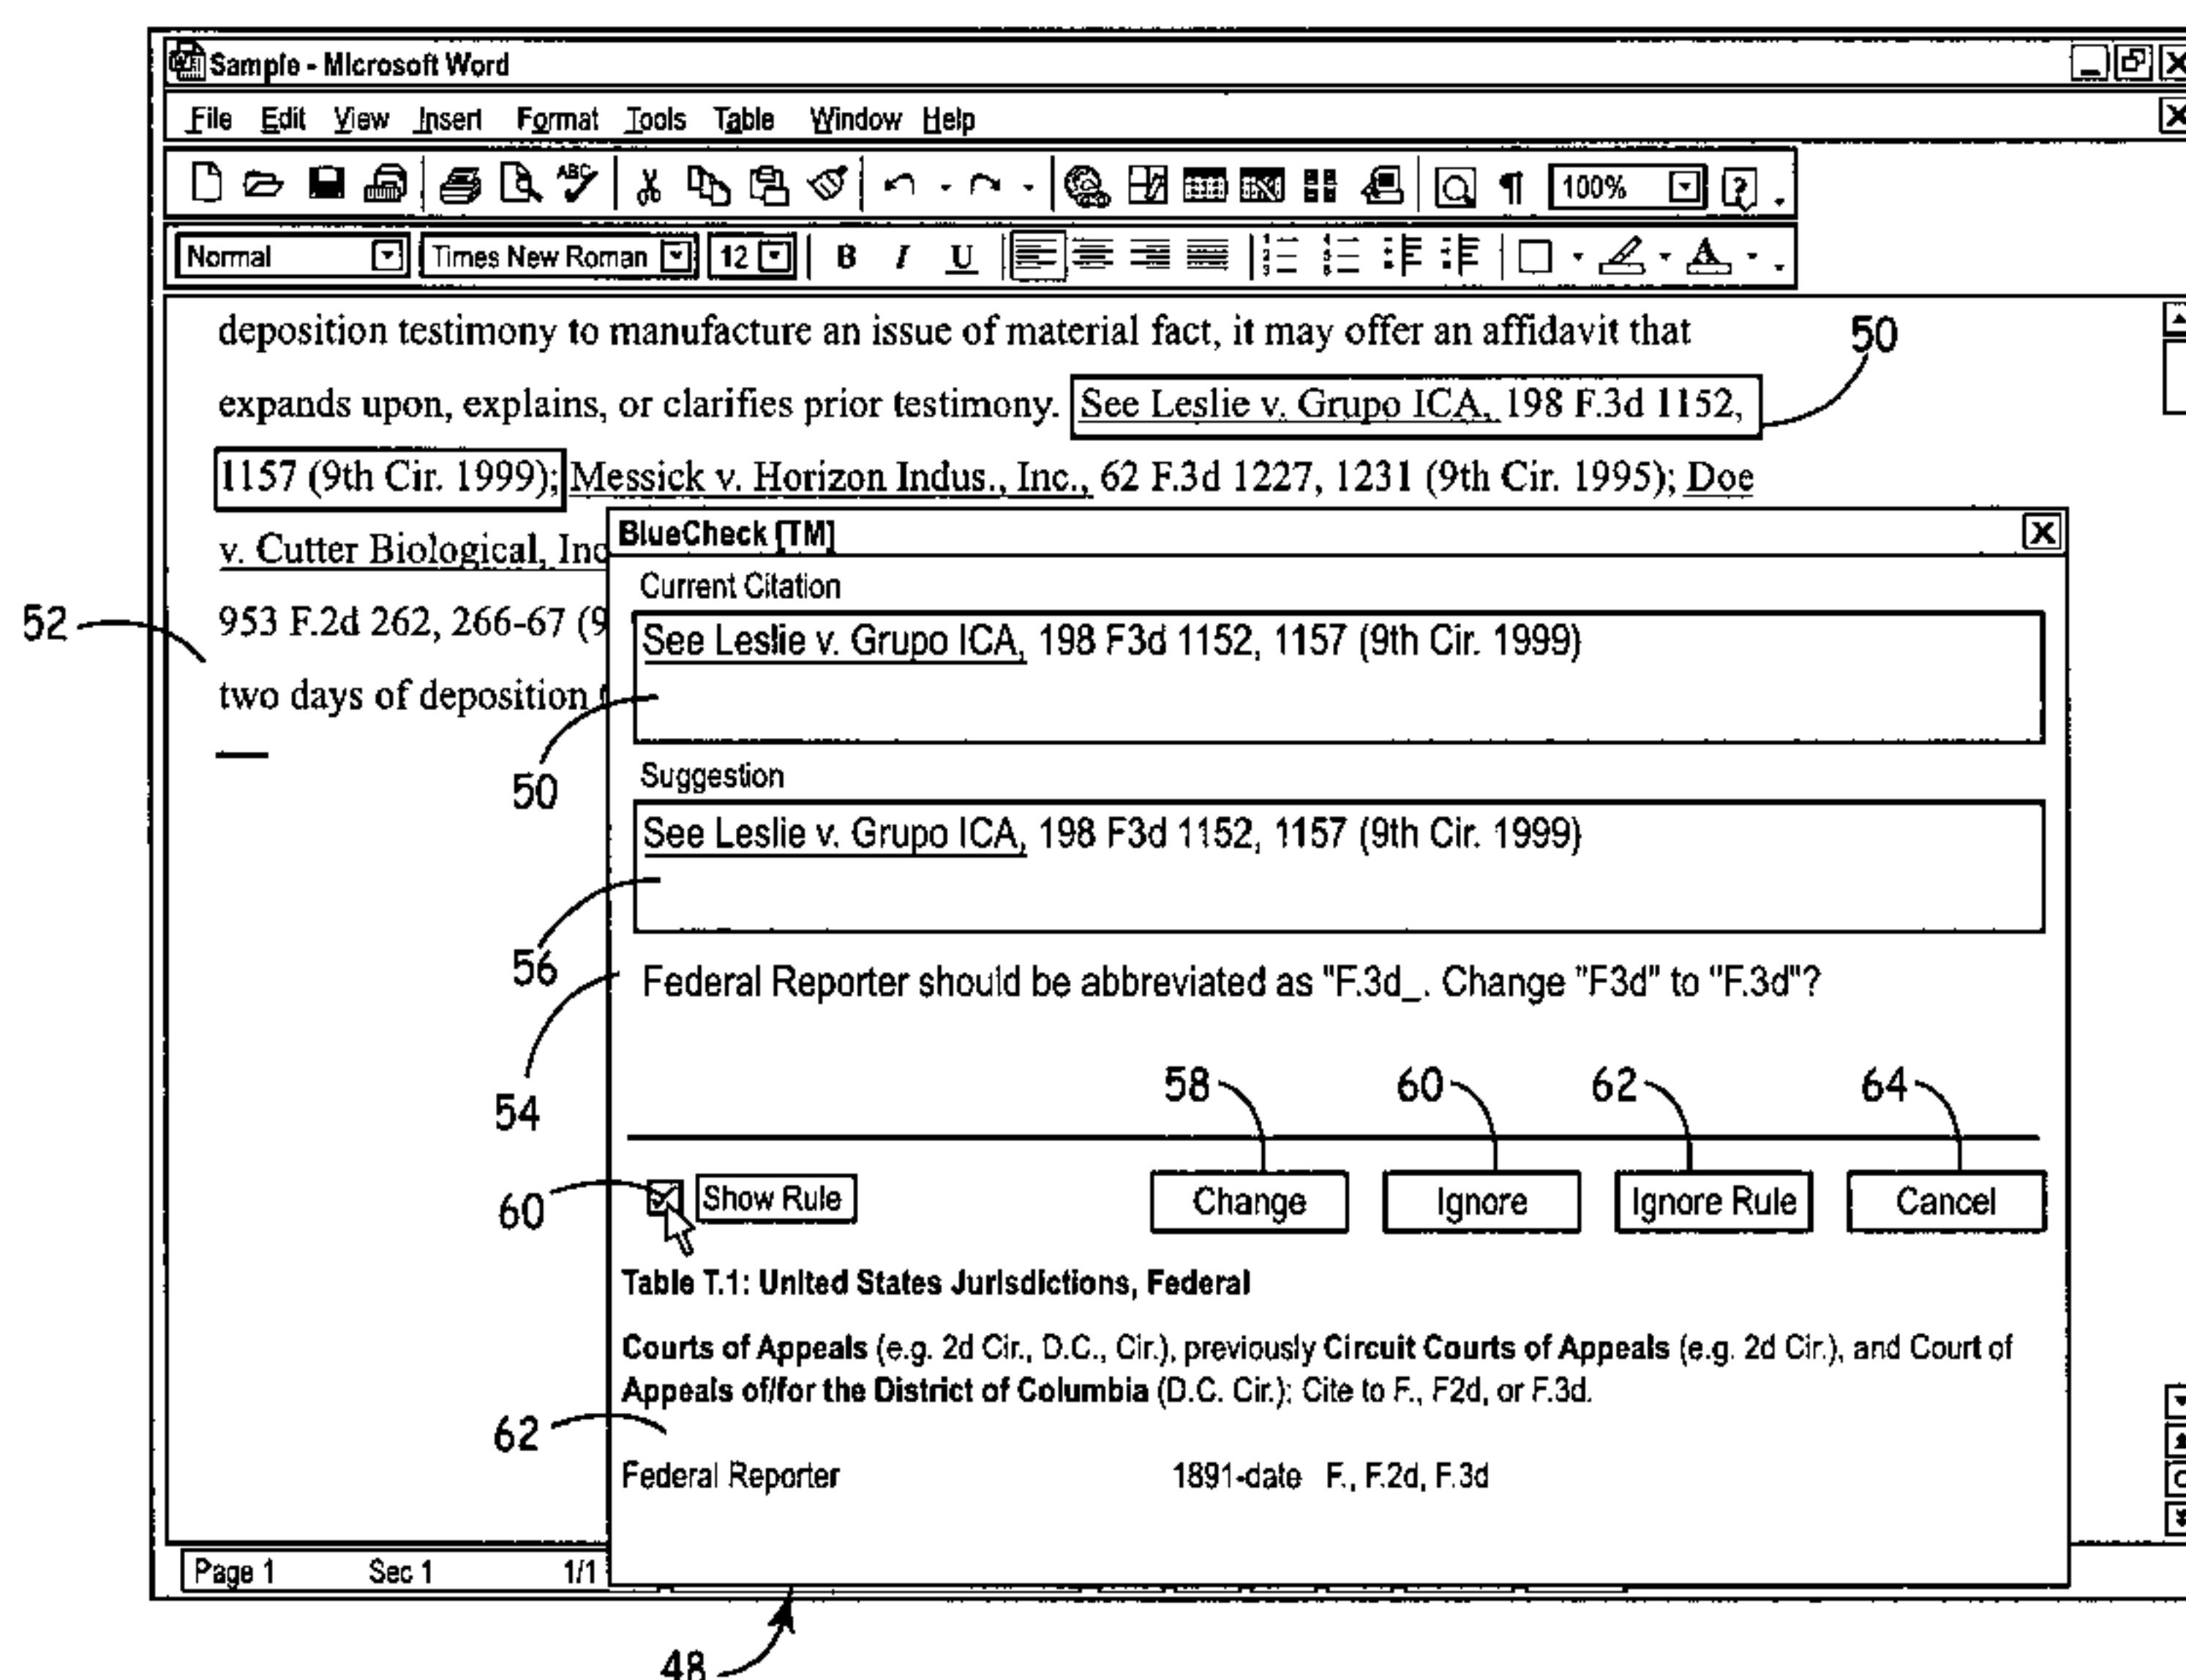 Sample - Microsoft Word
File Edit View Insert Format Tools Table Window Help
ABC 100% ?
Normal Times New Roman 12 B I U A
deposition testimony to manufacture an issue of material fact, it may offer an affidavit that
50
expands upon, explains, or clarifies prior testimony. See Leslie v. Grupo ICA, 198 F.3d 1152,
1157 (9th Cir. 1999); Messick v. Horizon Indus., Inc., 62 F.3d 1227, 1231 (9th Cir. 1995); Doe
v. Cutter Biological, Inc
953 F.2d 262, 266-67 (9
52
two days of deposition
BlueCheck [TM]
Current Citation
See Leslie v. Grupo ICA, 198 F3d 1152, 1157 (9th Cir. 1999)
50
Suggestion
See Leslie v. Grupo ICA, 198 F3d 1152, 1157 (9th Cir. 1999)
56
Federal Reporter should be abbreviated as "F.3d_. Change "F3d" to "F.3d"?
54
58 60 62 64
60 Show Rule Change Ignore Ignore Rule Cancel
Table T.1: United States Jurisdictions, Federal
Courts of Appeals (e.g. 2d Cir., D.C., Cir.), previously Circuit Courts of Appeals (e.g. 2d Cir.), and Court of
Appeals of/for the District of Columbia (D.C. Cir.); Cite to F., F2d, or F.3d.
62
Federal Reporter 1891-date F., F.2d, F.3d
Page 1 Sec 1 1/1
48